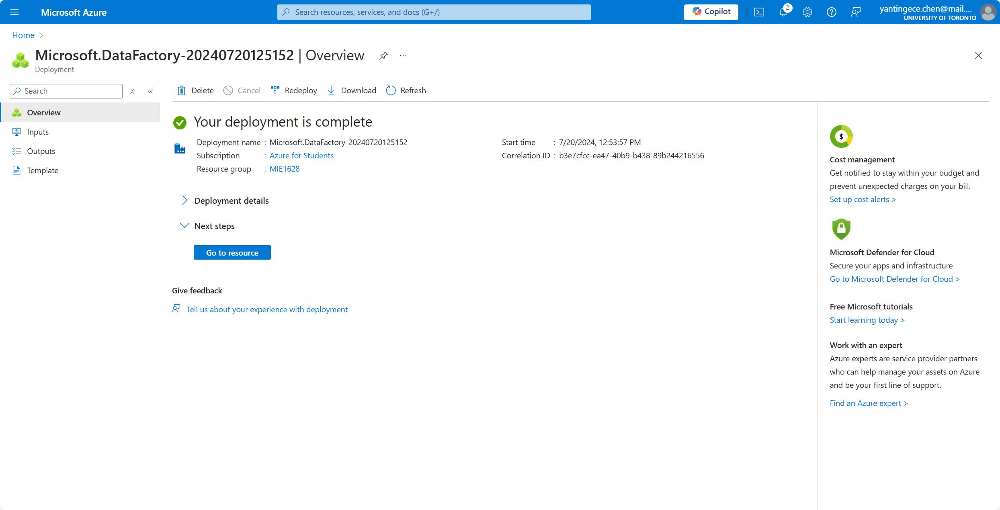 Microsoft Azure
Search resources, services, and docs (G+/)
Copilot
2
yantingece.chen@mail....
UNIVERSITY OF TORONTO
Home
Microsoft.DataFactory-20240720125152 | Overview
Deployment
Search
Delete
Cancel
Redeploy
Download
Refresh
Overview
Inputs
Outputs
Template
Your deployment is complete
Deployment name : Microsoft.DataFactory-20240720125152
Subscription : Azure for Students
Resource group : MIE1628
Start time : 7/20/2024, 12:53:57 PM
Correlation ID : b3e7cfcc-ea47-40b9-b438-89b244216556
Deployment details
Next steps
Go to resource
Give feedback
Tell us about your experience with deployment
$
Cost management
Get notified to stay within your budget and
prevent unexpected charges on your bill.
Set up cost alerts >
Microsoft Defender for Cloud
Secure your apps and infrastructure
Go to Microsoft Defender for Cloud >
Free Microsoft tutorials
Start learning today >
Work with an expert
Azure experts are service provider partners
who can help manage your assets on Azure
and be your first line of support.
Find an Azure expert >